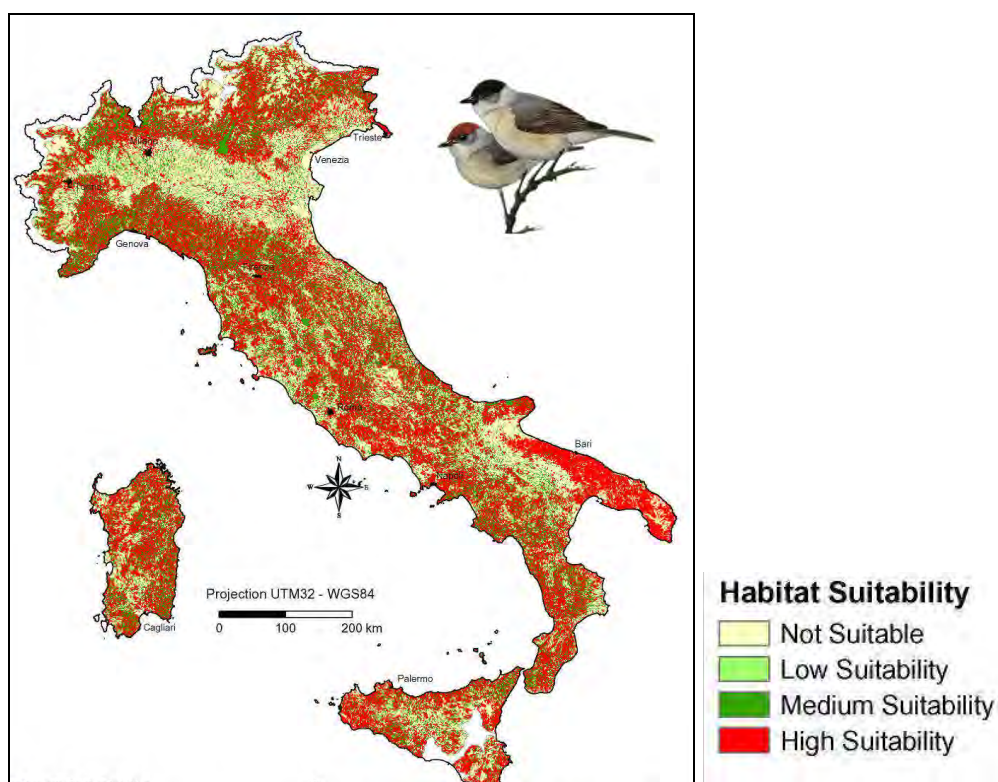 Trieste
Venezia
Genova
Roma
Bari
N
W E
S
Projection UTM32 - WGS84
0 100 200 km
Cagliari
Palermo
Habitat Suitability
Not Suitable
Low Suitability
Medium Suitability
High Suitability